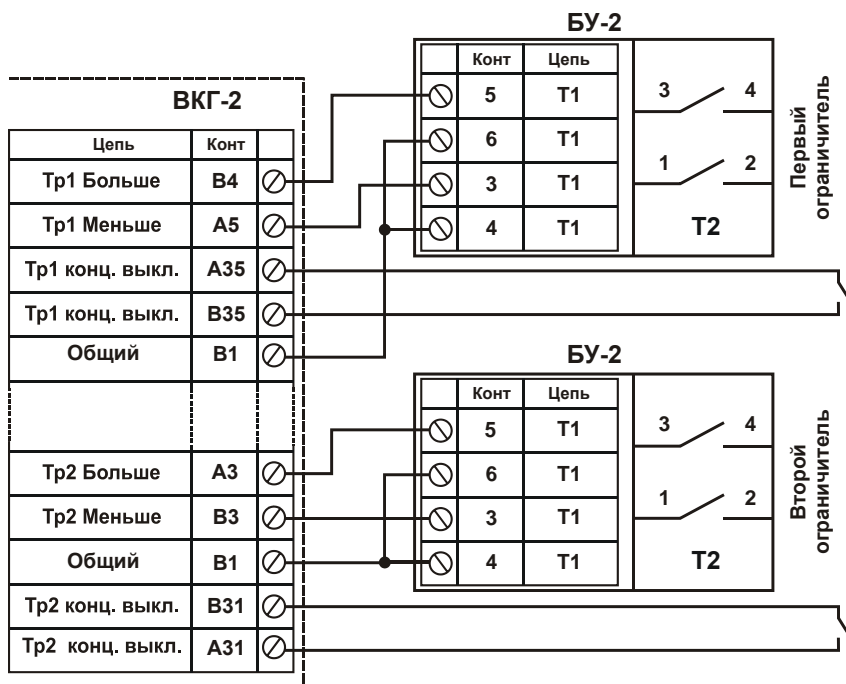 БУ-2
Конт Цепь
5 Т1
6 Т1
3 Т1
4 Т1
3 4
1 2
Т2
Первый
ограничитель
ВКГ-2
Цепь Конт
Тр1 Больше В4
Тр1 Меньше А5
Тр1 конц. выкл. А35
Тр1 конц. выкл. В35
Общий В1
Тр2 Больше А3
Тр2 Меньше В3
Общий В1
Тр2 конц. выкл. В31
Тр2 конц. выкл. А31
БУ-2
Конт Цепь
5 Т1
6 Т1
3 Т1
4 Т1
3 4
1 2
Т2
Второй
ограничитель